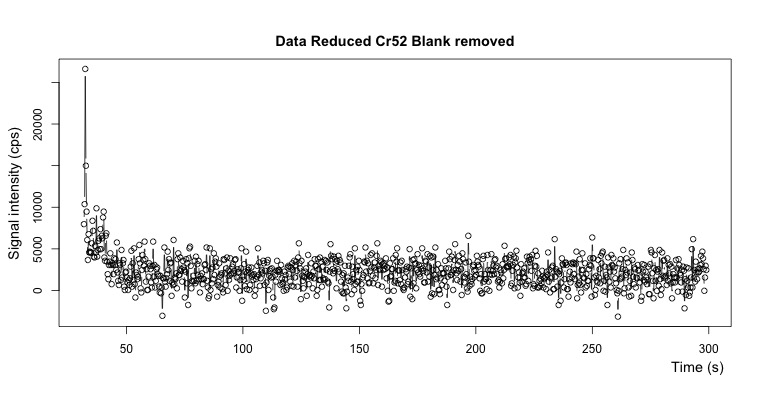 Data Reduced Cr52 Blank removed
Signal intensity (cps)
20000
10000
5000
0
50 100 150 200 250 300
Time (s)